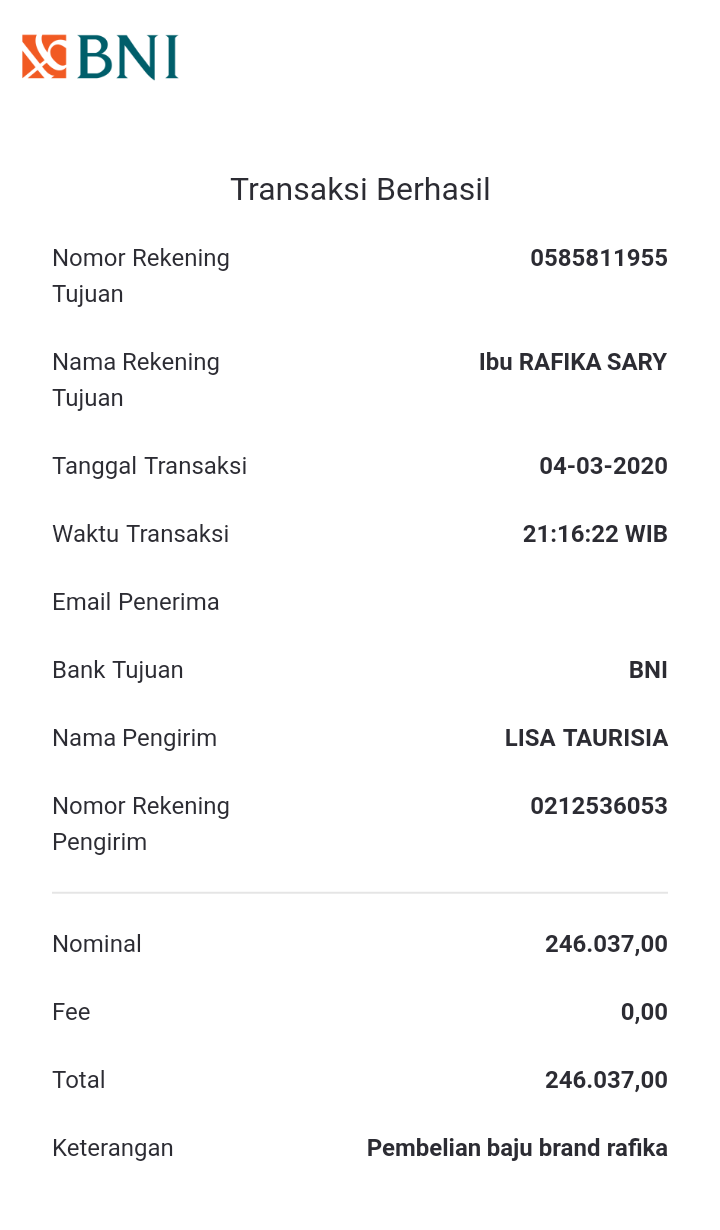 BNI
Transaksi Berhasil
Nomor Rekening Tujuan 0585811955
Nama Rekening Tujuan Ibu RAFIKA SARY
Tanggal Transaksi 04-03-2020
Waktu Transaksi 21:16:22 WIB
Email Penerima
Bank Tujuan BNI
Nama Pengirim LISA TAURISIA
Nomor Rekening Pengirim 0212536053
Nominal 246.037,00
Fee 0,00
Total 246.037,00
Keterangan Pembelian baju brand rafika